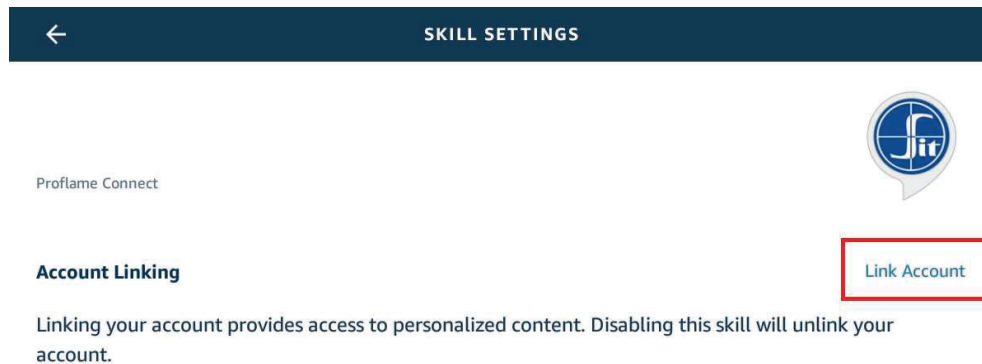 SKILL SETTINGS
Sit
Proflame Connect
Account Linking
Link Account
Linking your account provides access to personalized content. Disabling this skill will unlink your
account.